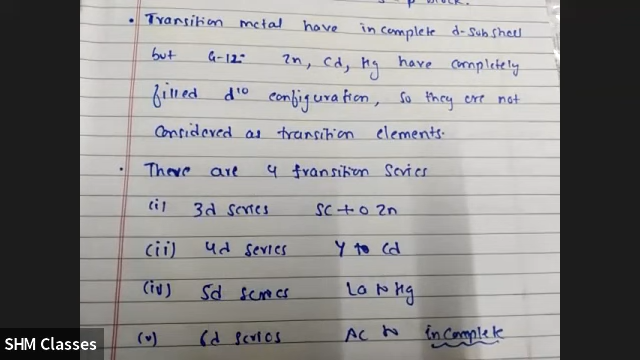 p block.
• Transition metal have incomplete d-subshell
but G-12:- Zn, Cd, Hg have completely
filled d¹⁰ configuration, so they are not
considered as transition elements.
• There are 4 transition series
(i) 3d series Sc to Zn
(ii) 4d series Y to Cd
(iv) 5d series La to Hg
(v) 6d series Ac to incomplete
SHM Classes